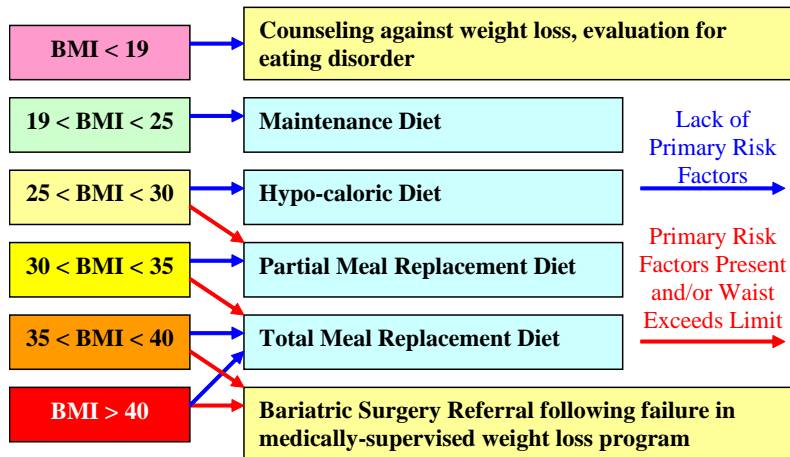 BMI < 19
Counseling against weight loss, evaluation for
eating disorder
19 < BMI < 25
Maintenance Diet
25 < BMI < 30
Hypo-caloric Diet
30 < BMI < 35
Partial Meal Replacement Diet
35 < BMI < 40
Total Meal Replacement Diet
BMI > 40
Bariatric Surgery Referral following failure in
medically-supervised weight loss program
Lack of
Primary Risk
Factors
Primary Risk
Factors Present
and/or Waist
Exceeds Limit